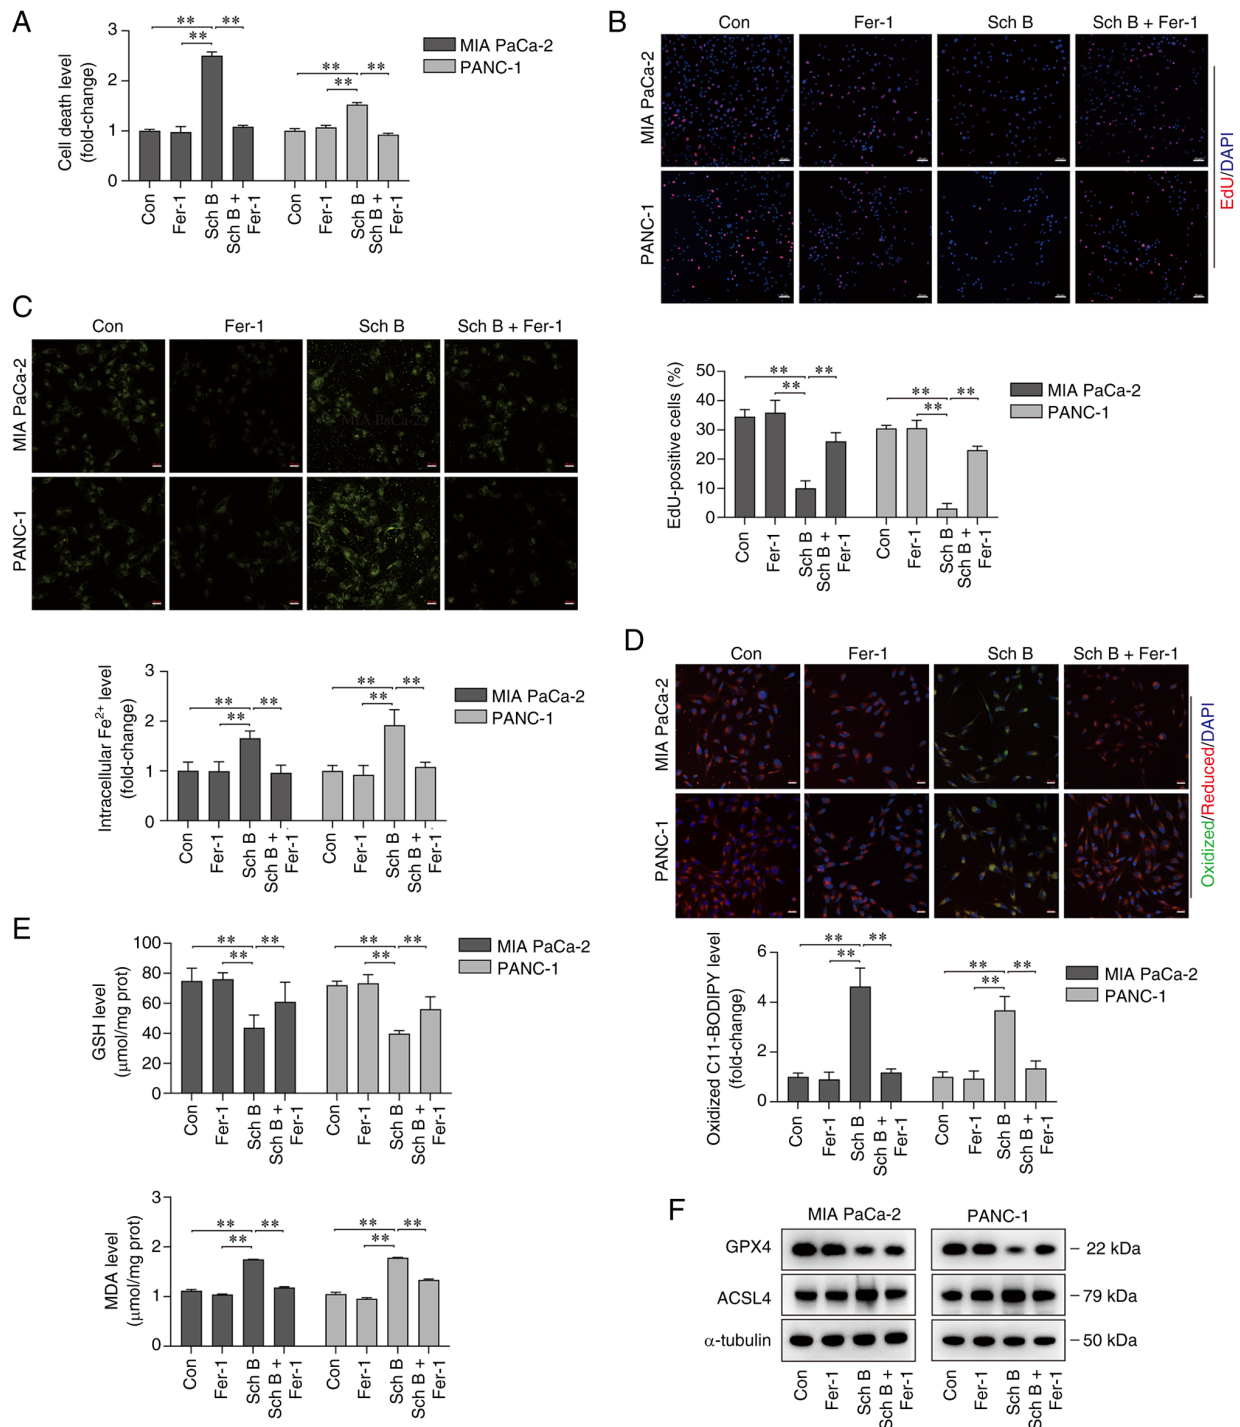 A
Cell death level
(fold-change)
3
2
1
0
** **
**
** **
**
MIA PaCa-2
PANC-1
Con
Fer-1
Sch B
Sch B +
Fer-1
Con
Fer-1
Sch B
Sch B +
Fer-1
B
Con Fer-1 Sch B Sch B + Fer-1
MIA PaCa-2
PANC-1
EdU/DAPI
EdU-positive cells (%)
50
40
30
20
10
0
** **
**
** **
**
MIA PaCa-2
PANC-1
Con
Fer-1
Sch B
Sch B +
Fer-1
Con
Fer-1
Sch B
Sch B +
Fer-1
C
Con Fer-1 Sch B Sch B + Fer-1
MIA PaCa-2
MIA PaCa-2
PANC-1
Intracellular Fe²⁺ level
(fold-change)
3
2
1
0
** **
**
** **
**
MIA PaCa-2
PANC-1
Con
Fer-1
Sch B
Sch B +
Fer-1
Con
Fer-1
Sch B
Sch B +
Fer-1
D
Con Fer-1 Sch B Sch B + Fer-1
MIA PaCa-2
PANC-1
Oxidized/Reduced/DAPI
Oxidized C11-BODIPY level
(fold-change)
6
4
2
0
** **
**
** **
**
MIA PaCa-2
PANC-1
Con
Fer-1
Sch B
Sch B +
Fer-1
Con
Fer-1
Sch B
Sch B +
Fer-1
E
GSH level
(μmol/mg prot)
100
80
60
40
20
0
** **
**
** **
**
MIA PaCa-2
PANC-1
Con
Fer-1
Sch B
Sch B +
Fer-1
Con
Fer-1
Sch B
Sch B +
Fer-1
MDA level
(μmol/mg prot)
3
2
1
0
** **
**
** **
**
Con
Fer-1
Sch B
Sch B +
Fer-1
Con
Fer-1
Sch B
Sch B +
Fer-1
F
MIA PaCa-2 PANC-1
GPX4 – 22 kDa
ACSL4 – 79 kDa
α-tubulin – 50 kDa
Con
Fer-1
Sch B
Sch B +
Fer-1
Con
Fer-1
Sch B
Sch B +
Fer-1